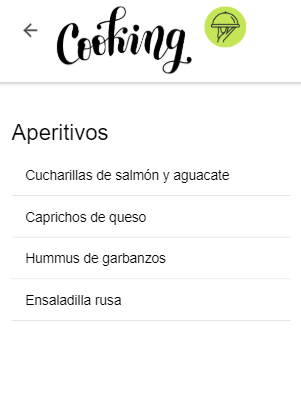 Cooking
Aperitivos
Cucharillas de salmón y aguacate
Caprichos de queso
Hummus de garbanzos
Ensaladilla rusa